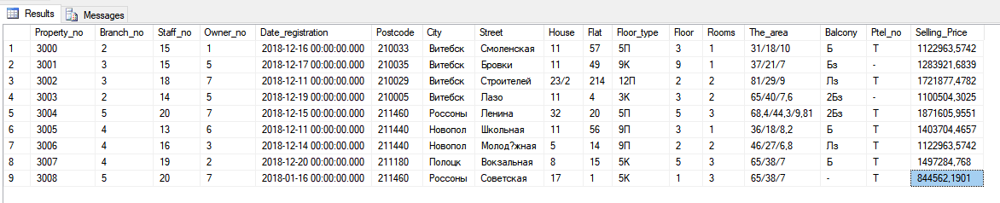 Results Messages
Property_no Branch_no Staff_no Owner_no Date_registration Postcode City Street House Flat Floor_type Floor Rooms The_area Balcony Ptel_no Selling_Price
1 3000 2 15 1 2018-12-16 00:00:00.000 210033 Витебск Смоленская 11 57 5П 3 1 31/18/10 Б Т 1122963,5742
2 3001 3 15 5 2018-12-17 00:00:00.000 210035 Витебск Бровки 11 49 9К 9 1 37/21/7 Бз - 1283921,6839
3 3002 3 18 7 2018-12-11 00:00:00.000 210029 Витебск Строителей 23/2 214 12П 2 2 81/29/9 Лз Т 1721877,4782
4 3003 2 14 5 2018-12-19 00:00:00.000 210005 Витебск Лазо 11 4 3К 3 2 65/40/7,6 2Бз - 1100504,3025
5 3004 5 20 7 2018-12-15 00:00:00.000 211460 Россоны Ленина 32 20 5П 5 3 68,4/44,3/9,81 2Бз Т 1871605,9551
6 3005 4 13 6 2018-12-11 00:00:00.000 211440 Новопол Школьная 11 56 9П 3 1 36/18/8,2 Б Т 1403704,4657
7 3006 4 16 3 2018-12-14 00:00:00.000 211440 Новопол Молод?жная 5 14 9П 2 2 46/27/6,8 Лз Т 1122963,5742
8 3007 4 19 2 2018-12-20 00:00:00.000 211180 Полоцк Вокзальная 8 15 5К 5 3 65/38/7 Б Т 1497284,768
9 3008 5 20 7 2018-01-16 00:00:00.000 211460 Россоны Советская 17 1 5К 1 3 65/38/7 - Т 844562,1901